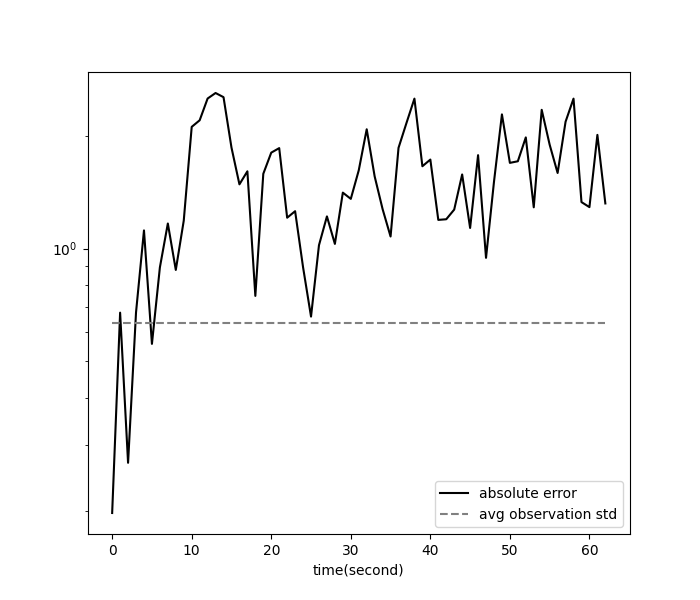 10⁰
0 10 20 30 40 50 60
time(second)
absolute error
avg observation std